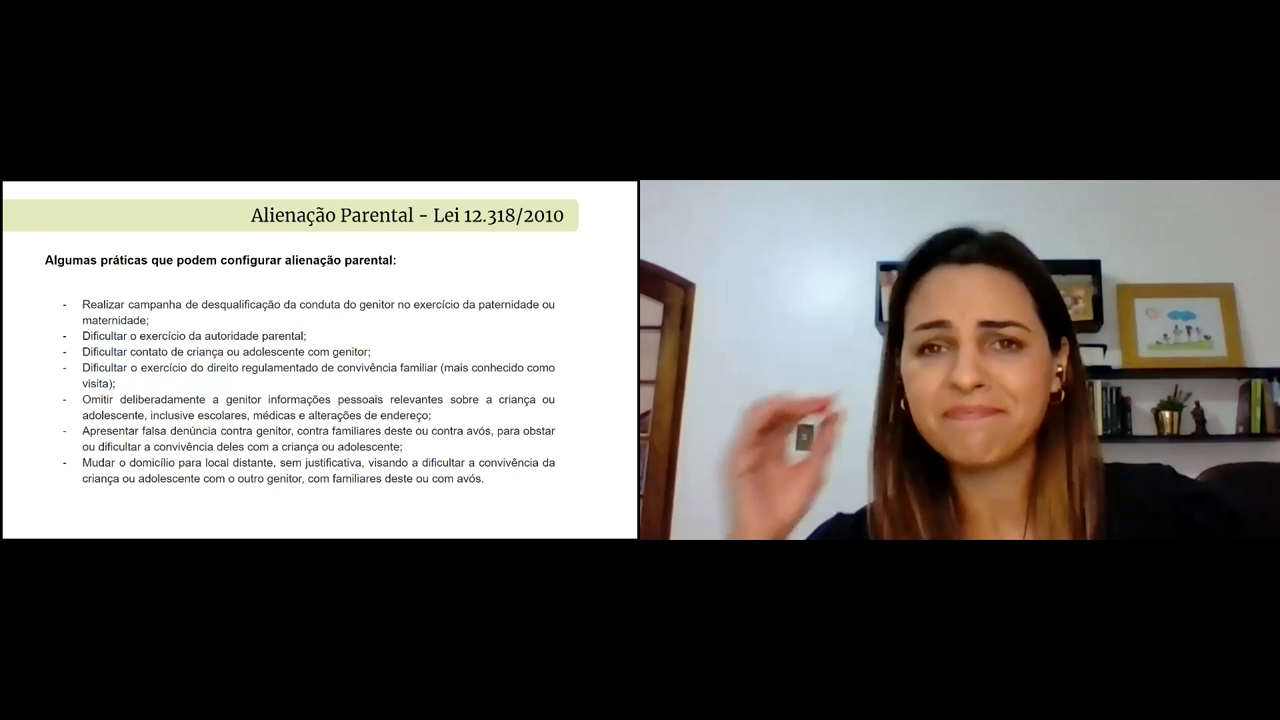 Alienação Parental - Lei 12.318/2010
Algumas práticas que podem configurar alienação parental:
- Realizar campanha de desqualificação da conduta do genitor no exercício da paternidade ou
maternidade;
- Dificultar o exercício da autoridade parental;
- Dificultar contato de criança ou adolescente com genitor;
- Dificultar o exercício do direito regulamentado de convivência familiar (mais conhecido como
visita);
- Omitir deliberadamente a genitor informações pessoais relevantes sobre a criança ou
adolescente, inclusive escolares, médicas e alterações de endereço;
- Apresentar falsa denúncia contra genitor, contra familiares deste ou contra avós, para obstar
ou dificultar a convivência deles com a criança ou adolescente;
- Mudar o domicílio para local distante, sem justificativa, visando a dificultar a convivência da
criança ou adolescente com o outro genitor, com familiares deste ou com avós.